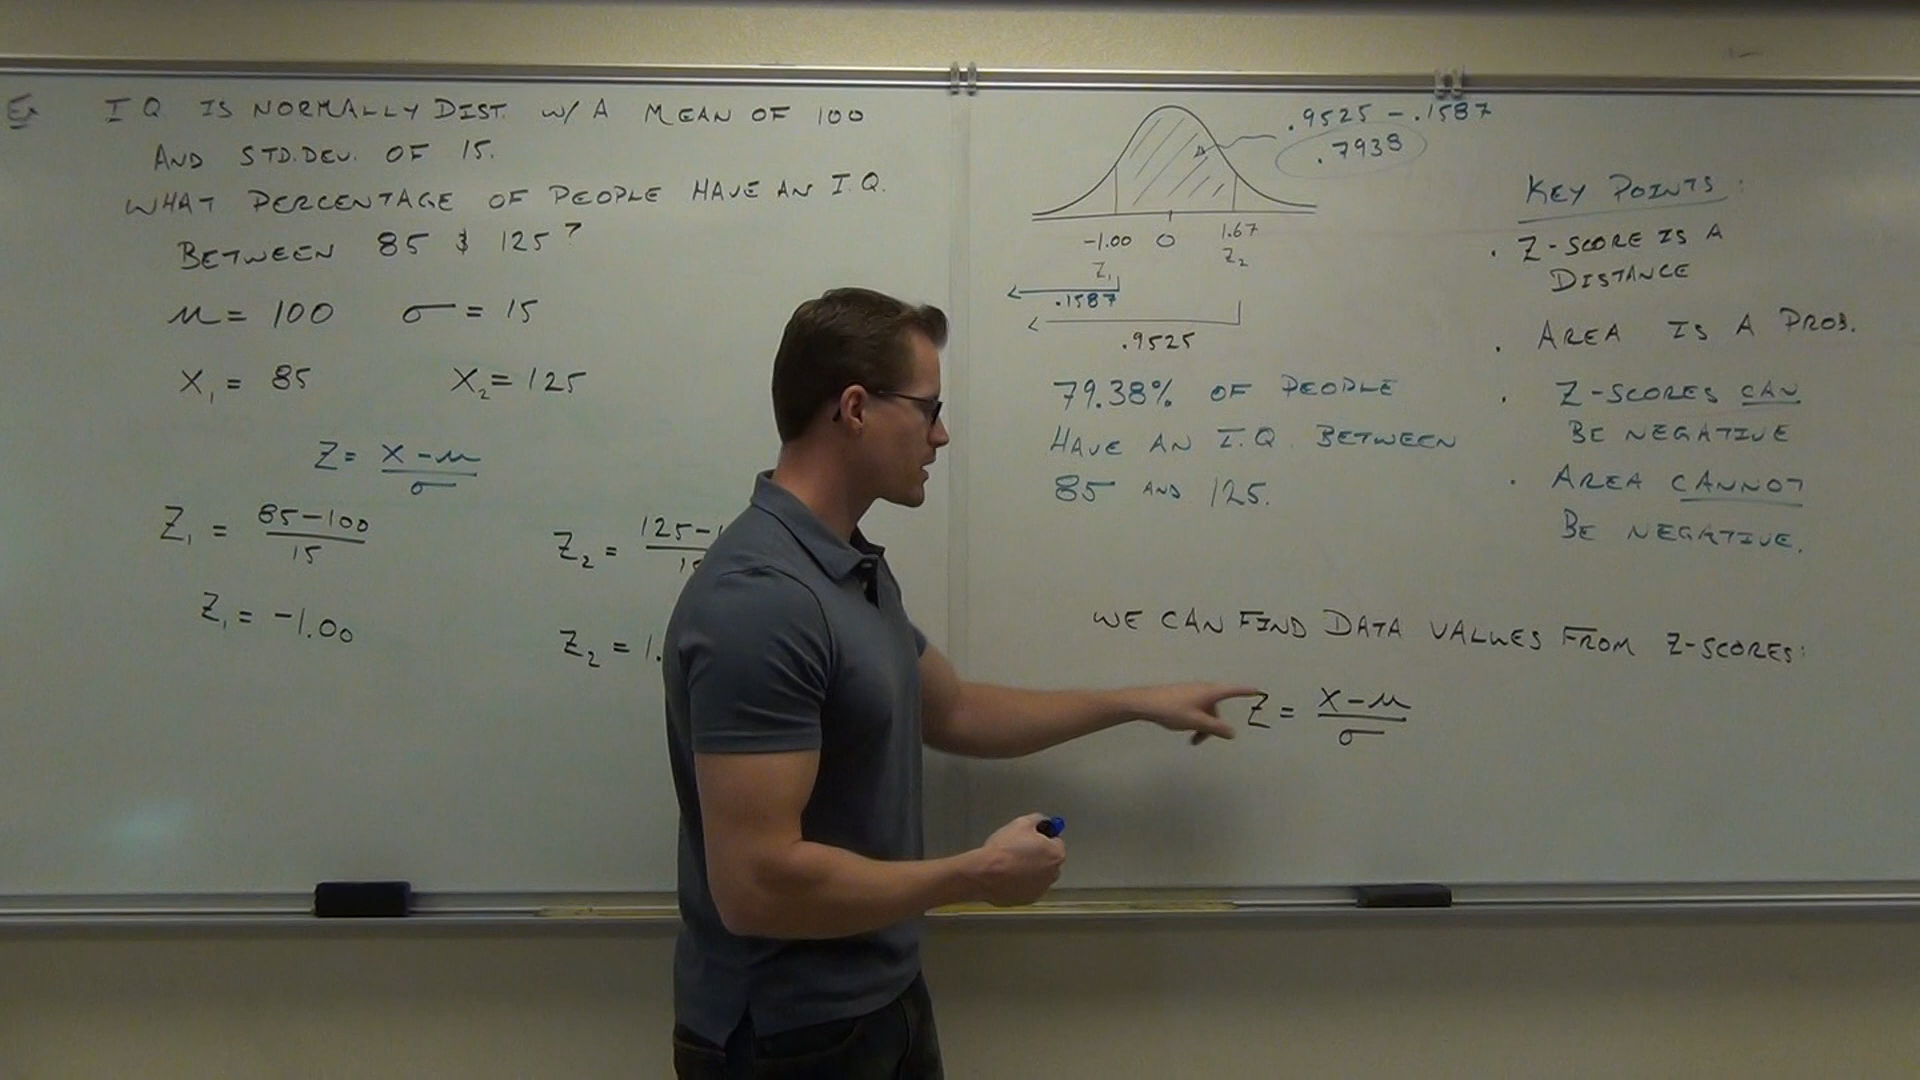 Ex IQ IS NORMALLY DIST. W/ A MEAN OF 100
AND STD.DEV. OF 15.
WHAT PERCENTAGE OF PEOPLE HAVE AN I.Q.
BETWEEN 85 & 125?
μ = 100 σ = 15
X₁ = 85 X₂ = 125
Z = (X - μ) / σ
Z₁ = (85 - 100) / 15
Z₁ = -1.00
Z₂ = (125 -
Z₂ = 1.
.9525 - .1587
.7938
-1.00 0 1.67
Z₁ Z₂
.1587
.9525
79.38% OF PEOPLE
HAVE AN I.Q. BETWEEN
85 AND 125.
KEY POINTS:
· Z-SCORE IS A
DISTANCE
· AREA IS A PROB.
· Z-SCORES CAN
BE NEGATIVE
· AREA CANNOT
BE NEGATIVE.
WE CAN FIND DATA VALUES FROM Z-SCORES:
Z = (X - μ) / σ